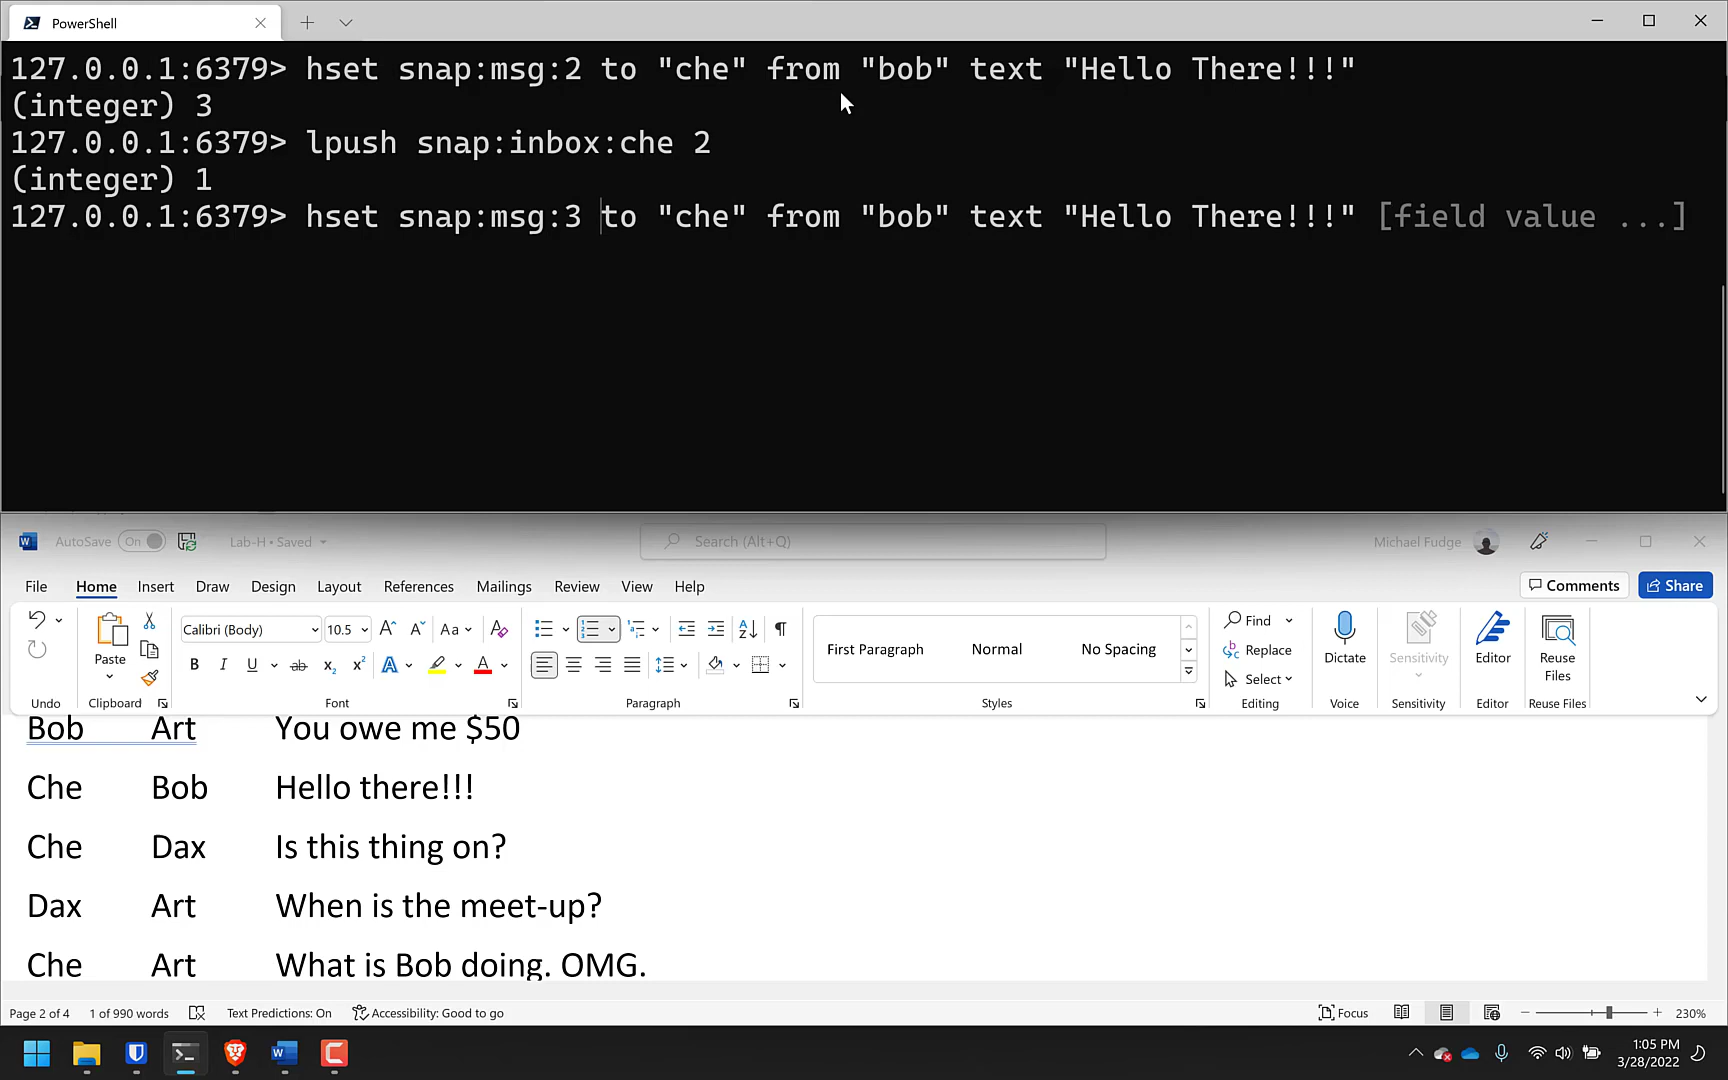 PowerShell
127.0.0.1:6379> hset snap:msg:2 to "che" from "bob" text "Hello There!!!"
(integer) 3
127.0.0.1:6379> lpush snap:inbox:che 2
(integer) 1
127.0.0.1:6379> hset snap:msg:3 to "che" from "bob" text "Hello There!!!" [field value ...]
AutoSave On Lab-H • Saved Search (Alt+Q) Michael Fudge
File Home Insert Draw Design Layout References Mailings Review View Help Comments Share
Calibri (Body) 10.5 Aa Find
Paste First Paragraph Normal No Spacing Replace Dictate Sensitivity Editor Reuse Files
B I U ab x₂ x² A A Select
Undo Clipboard Font Paragraph Styles Editing Voice Sensitivity Editor Reuse Files
Bob Art You owe me $50
Che Bob Hello there!!!
Che Dax Is this thing on?
Dax Art When is the meet-up?
Che Art What is Bob doing. OMG.
Page 2 of 4 1 of 990 words Text Predictions: On Accessibility: Good to go Focus 230%
1:05 PM
3/28/2022